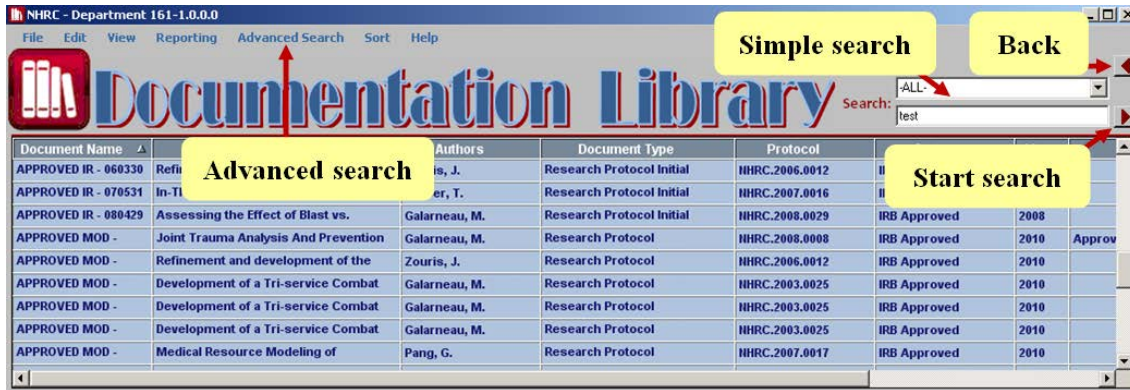 NHRC - Department 161-1.0.0.0
File Edit View Reporting Advanced Search Sort Help
Simple search
Back
Documentation Library
Search:
-ALL-
test
Advanced search
Start search
Document Name Authors Document Type Protocol
APPROVED IR - 060330 Research Protocol Initial NHRC.2006.0012
APPROVED IR - 070531 Research Protocol Initial NHRC.2007.0016
APPROVED IR - 080429 Assessing the Effect of Blast vs. Galarneau, M. Research Protocol Initial NHRC.2008.0029 IRB Approved 2008
APPROVED MOD - Joint Trauma Analysis And Prevention Galarneau, M. Research Protocol NHRC.2008.0008 IRB Approved 2010 Approv
APPROVED MOD - Refinement and development of the Zouris, J. Research Protocol NHRC.2006.0012 IRB Approved 2010
APPROVED MOD - Development of a Tri-service Combat Galarneau, M. Research Protocol NHRC.2003.0025 IRB Approved 2010
APPROVED MOD - Development of a Tri-service Combat Galarneau, M. Research Protocol NHRC.2003.0025 IRB Approved 2010
APPROVED MOD - Development of a Tri-service Combat Galarneau, M. Research Protocol NHRC.2003.0025 IRB Approved 2010
APPROVED MOD - Medical Resource Modeling of Pang, G. Research Protocol NHRC.2007.0017 IRB Approved 2010